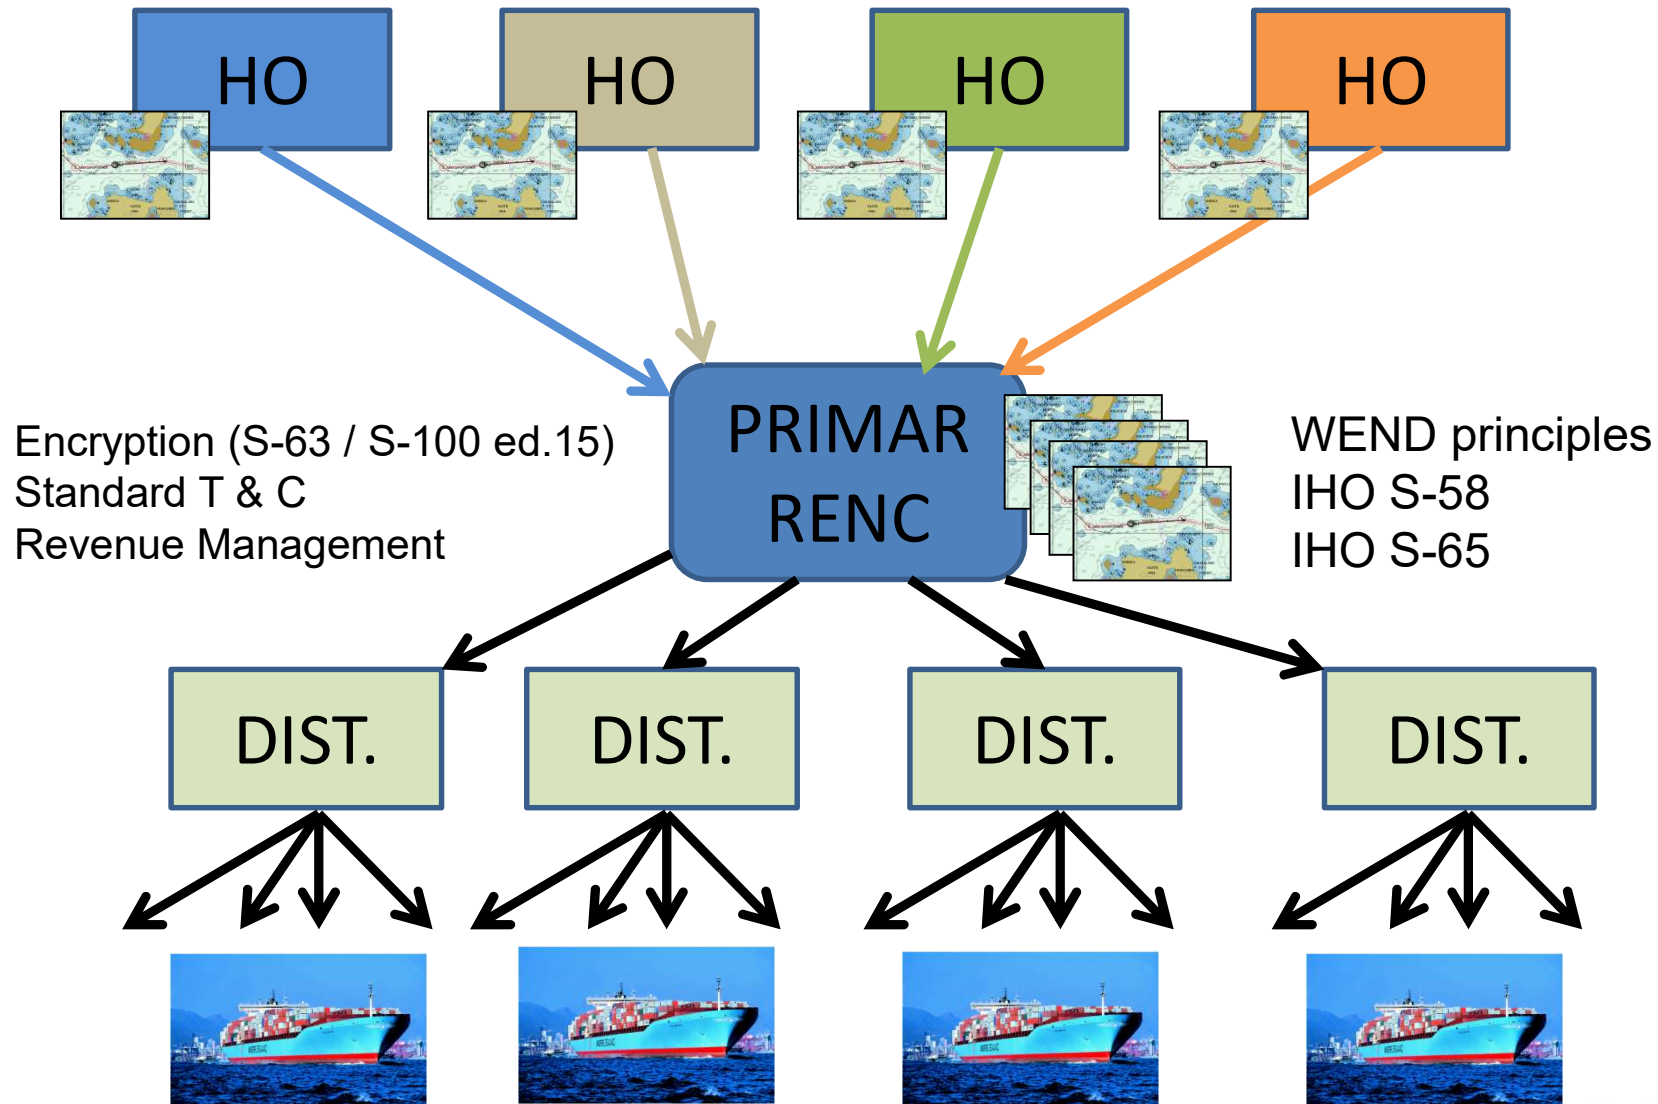 HO
HO
HO
HO
PRIMAR
RENC
Encryption (S-63 / S-100 ed.15)
Standard T & C
Revenue Management
WEND principles
IHO S-58
IHO S-65
DIST.
DIST.
DIST.
DIST.